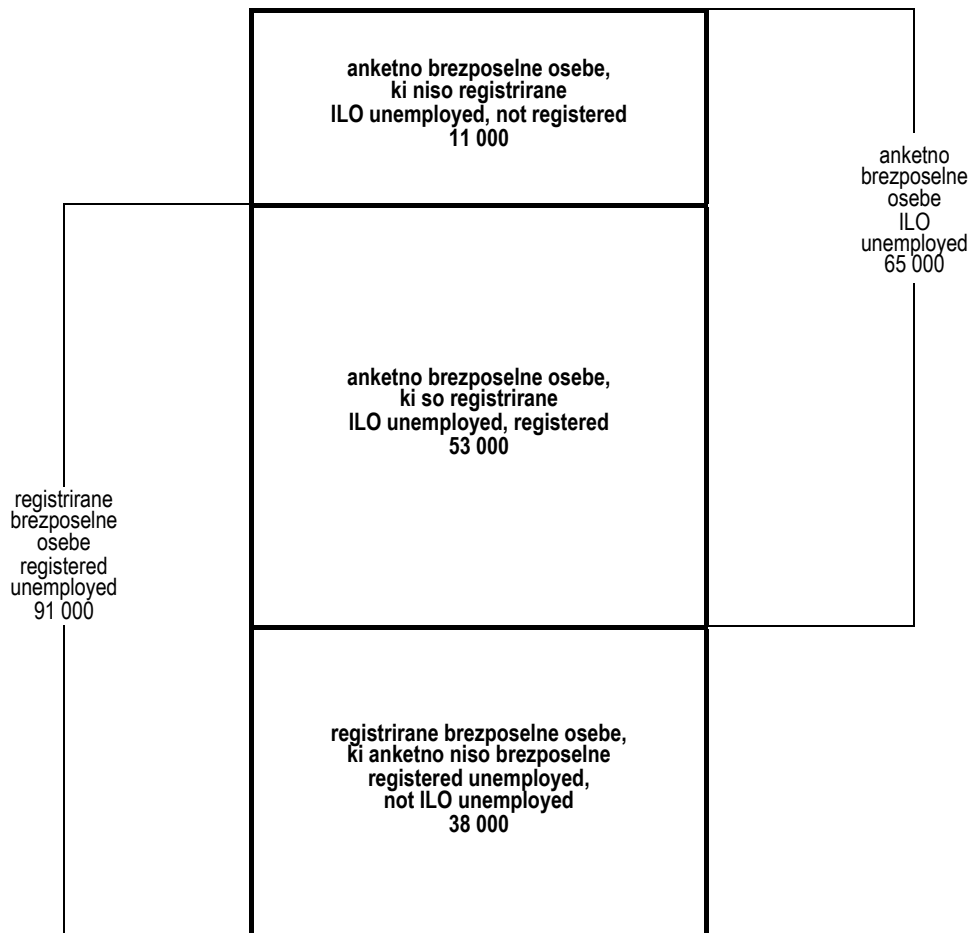 anketno brezposelne osebe,
ki niso registrirane
ILO unemployed, not registered
11 000
anketno
brezposelne
osebe
ILO
unemployed
65 000
anketno brezposelne osebe,
ki so registrirane
ILO unemployed, registered
53 000
registrirane
brezposelne
osebe
registered
unemployed
91 000
registrirane brezposelne osebe,
ki anketno niso brezposelne
registered unemployed,
not ILO unemployed
38 000